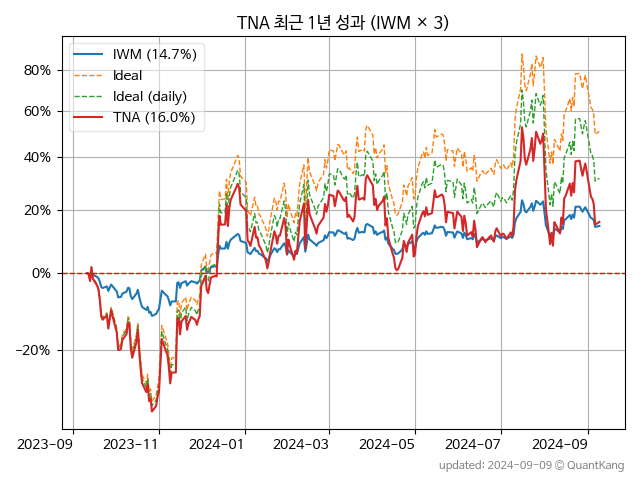 TNA 최근 1년 성과 (IWM × 3)
IWM (14.7%)
Ideal
Ideal (daily)
TNA (16.0%)
80%
60%
40%
20%
0%
−20%
2023-09
2023-11
2024-01
2024-03
2024-05
2024-07
2024-09
updated: 2024-09-09 © QuantKang